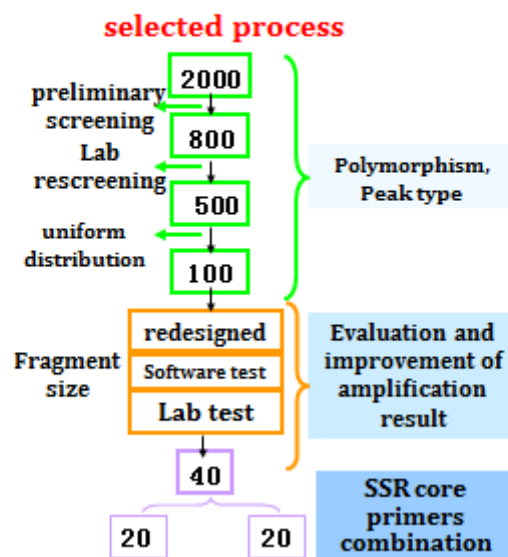 selected process
2000
preliminary
screening
800
Lab
rescreening
500
uniform
distribution
100
Polymorphism,
Peak type
Fragment
size
redesigned
Software test
Lab test
Evaluation and
improvement of
amplification
result
40
20
20
SSR core
primers
combination